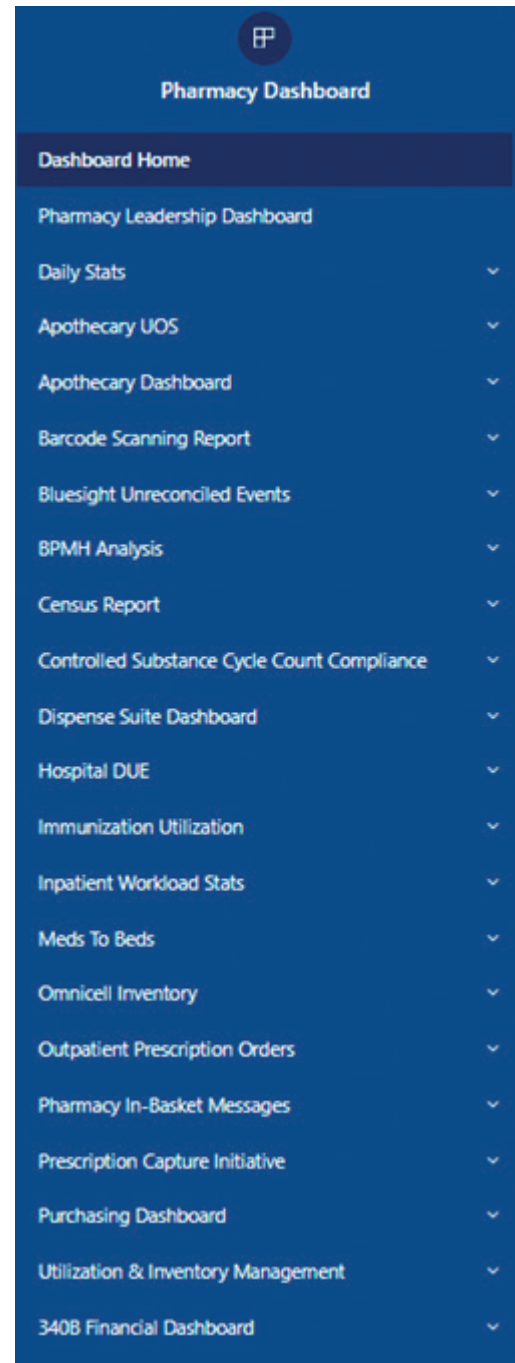 Pharmacy Dashboard
Dashboard Home
Pharmacy Leadership Dashboard
Daily Stats
Apothecary UOS
Apothecary Dashboard
Barcode Scanning Report
Bluesight Unreconciled Events
BPMH Analysis
Census Report
Controlled Substance Cycle Count Compliance
Dispense Suite Dashboard
Hospital DUE
Immunization Utilization
Inpatient Workload Stats
Meds To Beds
Omnicell Inventory
Outpatient Prescription Orders
Pharmacy In-Basket Messages
Prescription Capture Initiative
Purchasing Dashboard
Utilization & Inventory Management
340B Financial Dashboard